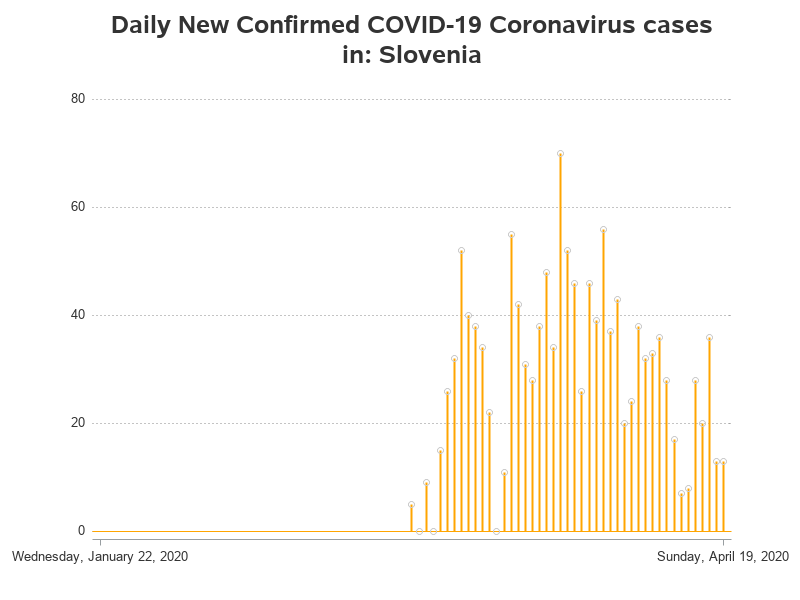 Daily New Confirmed COVID-19 Coronavirus cases
in: Slovenia
80
60
40
20
0
Wednesday, January 22, 2020
Sunday, April 19, 2020